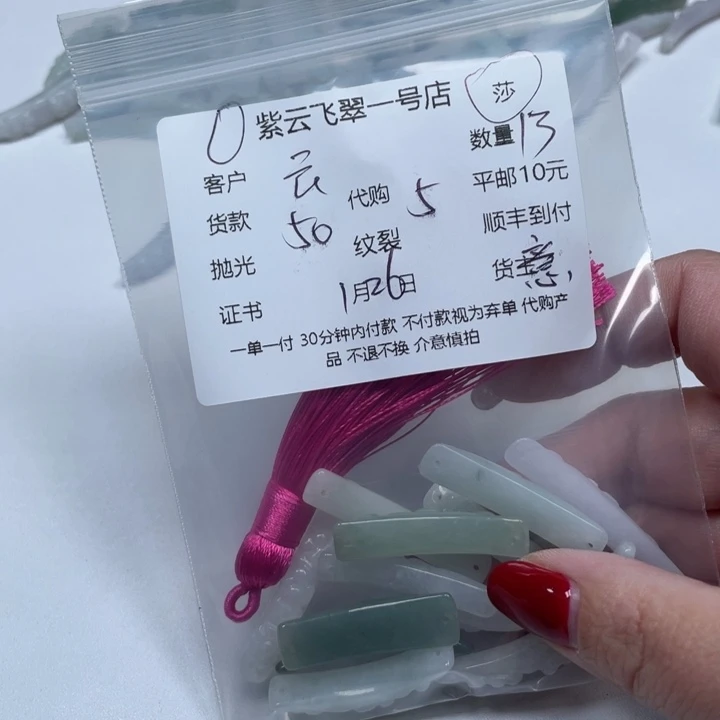 紫云飞翠一号店 莎
客户 云 数量 13
货款 50 代购 5 平邮10元
抛光 纹裂 顺丰到付
证书 1月26日 货
一单一付 30分钟内付款 不付款视为弃单 代购产
品 不退不换 介意慎拍